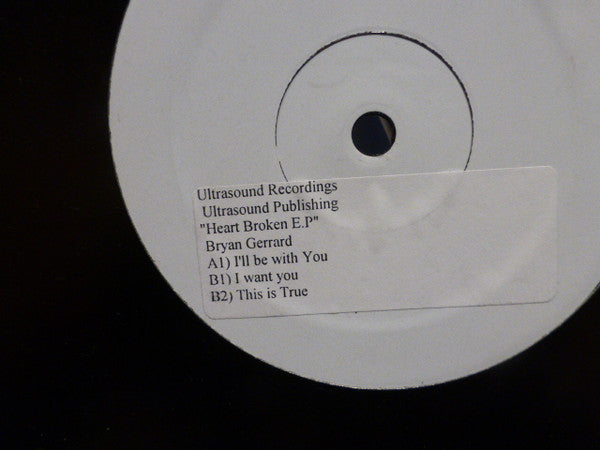 Ultrasound Recordings
Ultrasound Publishing
"Heart Broken E.P"
Bryan Gerrard
A1) I'll be with You
B1) I want you
B2) This is True